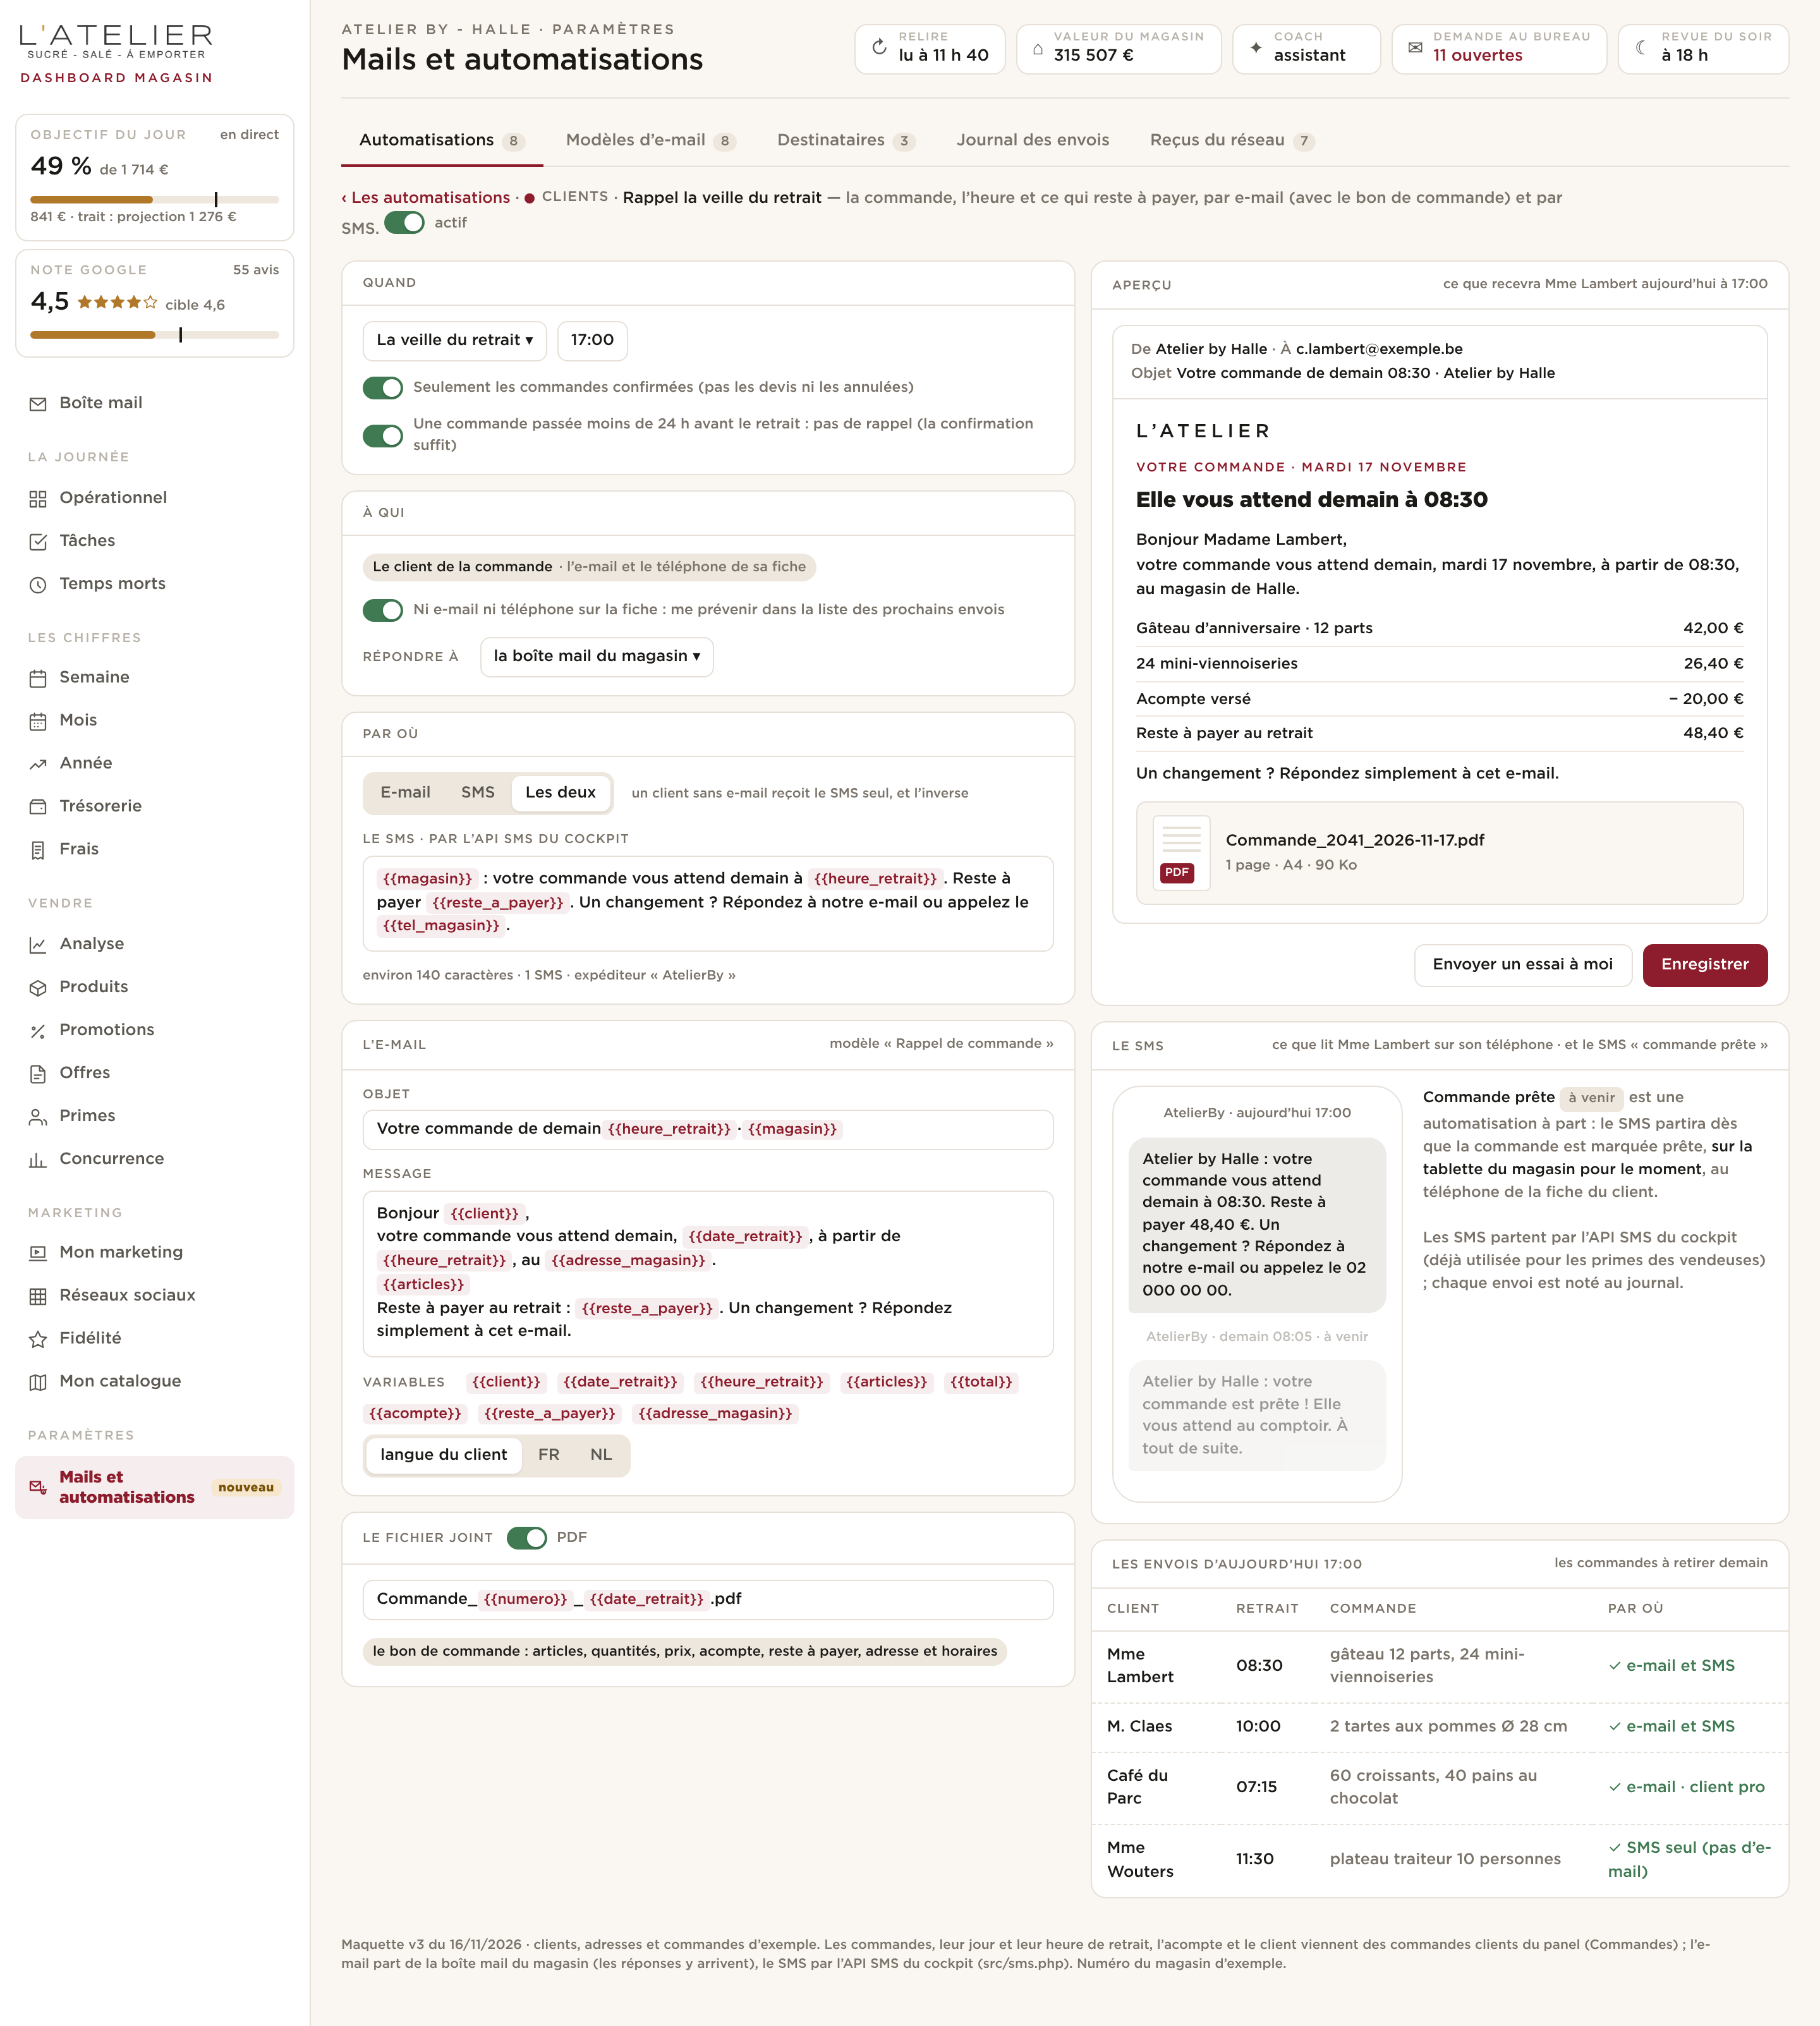 L'ATELIER
SUCRÉ - SALÉ - À EMPORTER
DASHBOARD MAGASIN
OBJECTIF DU JOUR en direct
49 % de 1 714 €
841 € · trait : projection 1 276 €
NOTE GOOGLE 55 avis
4,5 ★★★★☆ cible 4,6
Boîte mail
LA JOURNÉE
Opérationnel
Tâches
Temps morts
LES CHIFFRES
Semaine
Mois
Année
Trésorerie
Frais
VENDRE
Analyse
Produits
Promotions
Offres
Primes
Concurrence
MARKETING
Mon marketing
Réseaux sociaux
Fidélité
Mon catalogue
PARAMÈTRES
Mails et
automatisations nouveau
ATELIER BY - HALLE · PARAMÈTRES
Mails et automatisations
RELIRE
lu à 11 h 40
VALEUR DU MAGASIN
315 507 €
COACH
assistant
DEMANDE AU BUREAU
11 ouvertes
REVUE DU SOIR
à 18 h
Automatisations 8 Modèles d'e-mail 8 Destinataires 3 Journal des envois Reçus du réseau 7
‹ Les automatisations · ● CLIENTS · Rappel la veille du retrait — la commande, l'heure et ce qui reste à payer, par e-mail (avec le bon de commande) et par
SMS. actif
QUAND
La veille du retrait ▾ 17:00
Seulement les commandes confirmées (pas les devis ni les annulées)
Une commande passée moins de 24 h avant le retrait : pas de rappel (la confirmation
suffit)
À QUI
Le client de la commande · l'e-mail et le téléphone de sa fiche
Ni e-mail ni téléphone sur la fiche : me prévenir dans la liste des prochains envois
RÉPONDRE À la boîte mail du magasin ▾
PAR OÙ
E-mail SMS Les deux un client sans e-mail reçoit le SMS seul, et l'inverse
LE SMS · PAR L'API SMS DU COCKPIT
{{magasin}} : votre commande vous attend demain à {{heure_retrait}}. Reste à
payer {{reste_a_payer}}. Un changement ? Répondez à notre e-mail ou appelez le
{{tel_magasin}}.
environ 140 caractères · 1 SMS · expéditeur « AtelierBy »
L'E-MAIL modèle « Rappel de commande »
OBJET
Votre commande de demain {{heure_retrait}} · {{magasin}}
MESSAGE
Bonjour {{client}},
votre commande vous attend demain, {{date_retrait}}, à partir de
{{heure_retrait}}, au {{adresse_magasin}}.
{{articles}}
Reste à payer au retrait : {{reste_a_payer}}. Un changement ? Répondez
simplement à cet e-mail.
VARIABLES {{client}} {{date_retrait}} {{heure_retrait}} {{articles}} {{total}}
{{acompte}} {{reste_a_payer}} {{adresse_magasin}}
langue du client FR NL
LE FICHIER JOINT PDF
Commande_{{numero}}_{{date_retrait}}.pdf
le bon de commande : articles, quantités, prix, acompte, reste à payer, adresse et horaires
APERÇU ce que recevra Mme Lambert aujourd'hui à 17:00
De Atelier by Halle · À c.lambert@exemple.be
Objet Votre commande de demain 08:30 · Atelier by Halle
L'ATELIER
VOTRE COMMANDE · MARDI 17 NOVEMBRE
Elle vous attend demain à 08:30
Bonjour Madame Lambert,
votre commande vous attend demain, mardi 17 novembre, à partir de 08:30,
au magasin de Halle.
Gâteau d'anniversaire · 12 parts 42,00 €
24 mini-viennoiseries 26,40 €
Acompte versé − 20,00 €
Reste à payer au retrait 48,40 €
Un changement ? Répondez simplement à cet e-mail.
PDF
Commande_2041_2026-11-17.pdf
1 page · A4 · 90 Ko
Envoyer un essai à moi Enregistrer
LE SMS ce que lit Mme Lambert sur son téléphone · et le SMS « commande prête »
AtelierBy · aujourd'hui 17:00
Atelier by Halle : votre
commande vous attend
demain à 08:30. Reste à
payer 48,40 €. Un
changement ? Répondez à
notre e-mail ou appelez le 02
000 00 00.
AtelierBy · demain 08:05 · à venir
Atelier by Halle : votre
commande est prête ! Elle
vous attend au comptoir. À
tout de suite.
Commande prête à venir est une
automatisation à part : le SMS partira dès
que la commande est marquée prête, sur la
tablette du magasin pour le moment, au
téléphone de la fiche du client.
Les SMS partent par l'API SMS du cockpit
(déjà utilisée pour les primes des vendeuses)
; chaque envoi est noté au journal.
LES ENVOIS D'AUJOURD'HUI 17:00 les commandes à retirer demain
CLIENT RETRAIT COMMANDE PAR OÙ
Mme
Lambert 08:30 gâteau 12 parts, 24 mini-
viennoiseries ✓ e-mail et SMS
M. Claes 10:00 2 tartes aux pommes Ø 28 cm ✓ e-mail et SMS
Café du
Parc 07:15 60 croissants, 40 pains au
chocolat ✓ e-mail · client pro
Mme
Wouters 11:30 plateau traiteur 10 personnes ✓ SMS seul (pas d'e-
mail)
Maquette v3 du 16/11/2026 · clients, adresses et commandes d'exemple. Les commandes, leur jour et leur heure de retrait, l'acompte et le client viennent des commandes clients du panel (Commandes) ; l'e-
mail part de la boîte mail du magasin (les réponses y arrivent), le SMS par l'API SMS du cockpit (src/sms.php). Numéro du magasin d'exemple.